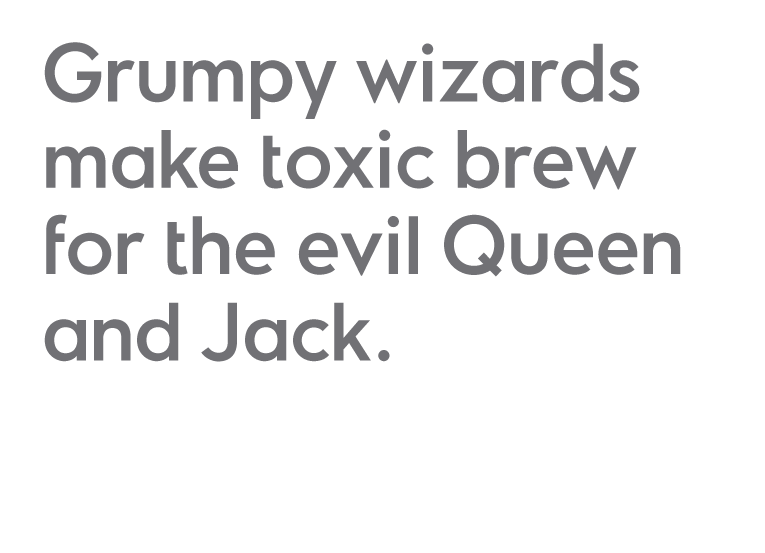 Grumpy wizards
make toxic brew
for the evil Queen
and Jack.